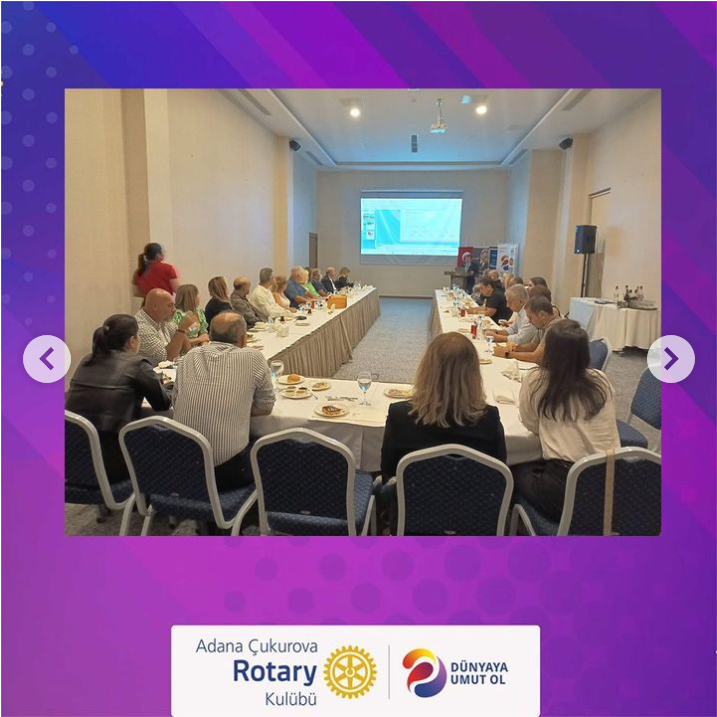 Adana Çukurova
Rotary
Kulübü
DÜNYAYA
UMUT OL